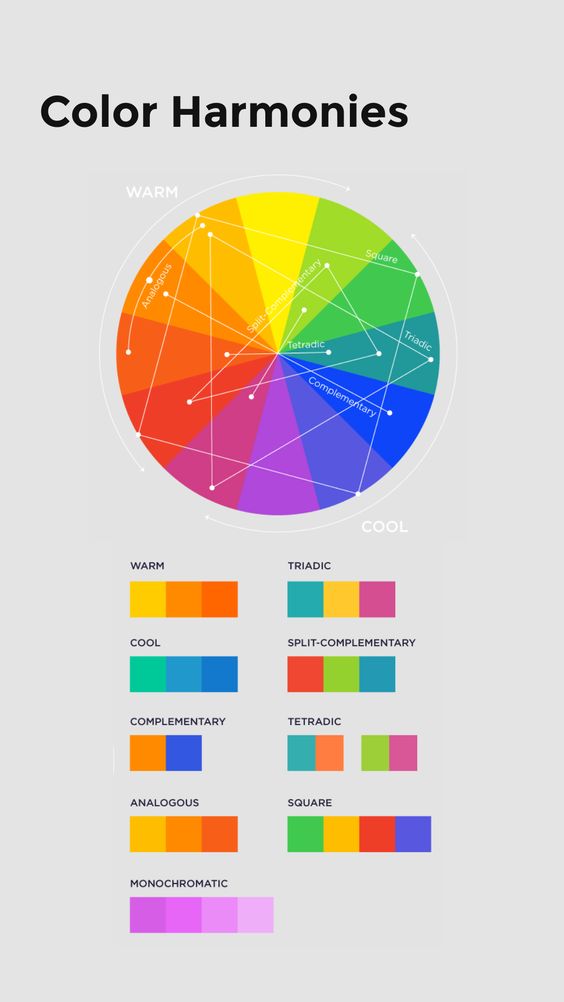 Color Harmonies
WARM
Square
Split-Complementary
Analogous
Triadic
Tetradic
Complementary
COOL
WARM
TRIADIC
COOL
SPLIT-COMPLEMENTARY
COMPLEMENTARY
TETRADIC
ANALOGOUS
SQUARE
MONOCHROMATIC